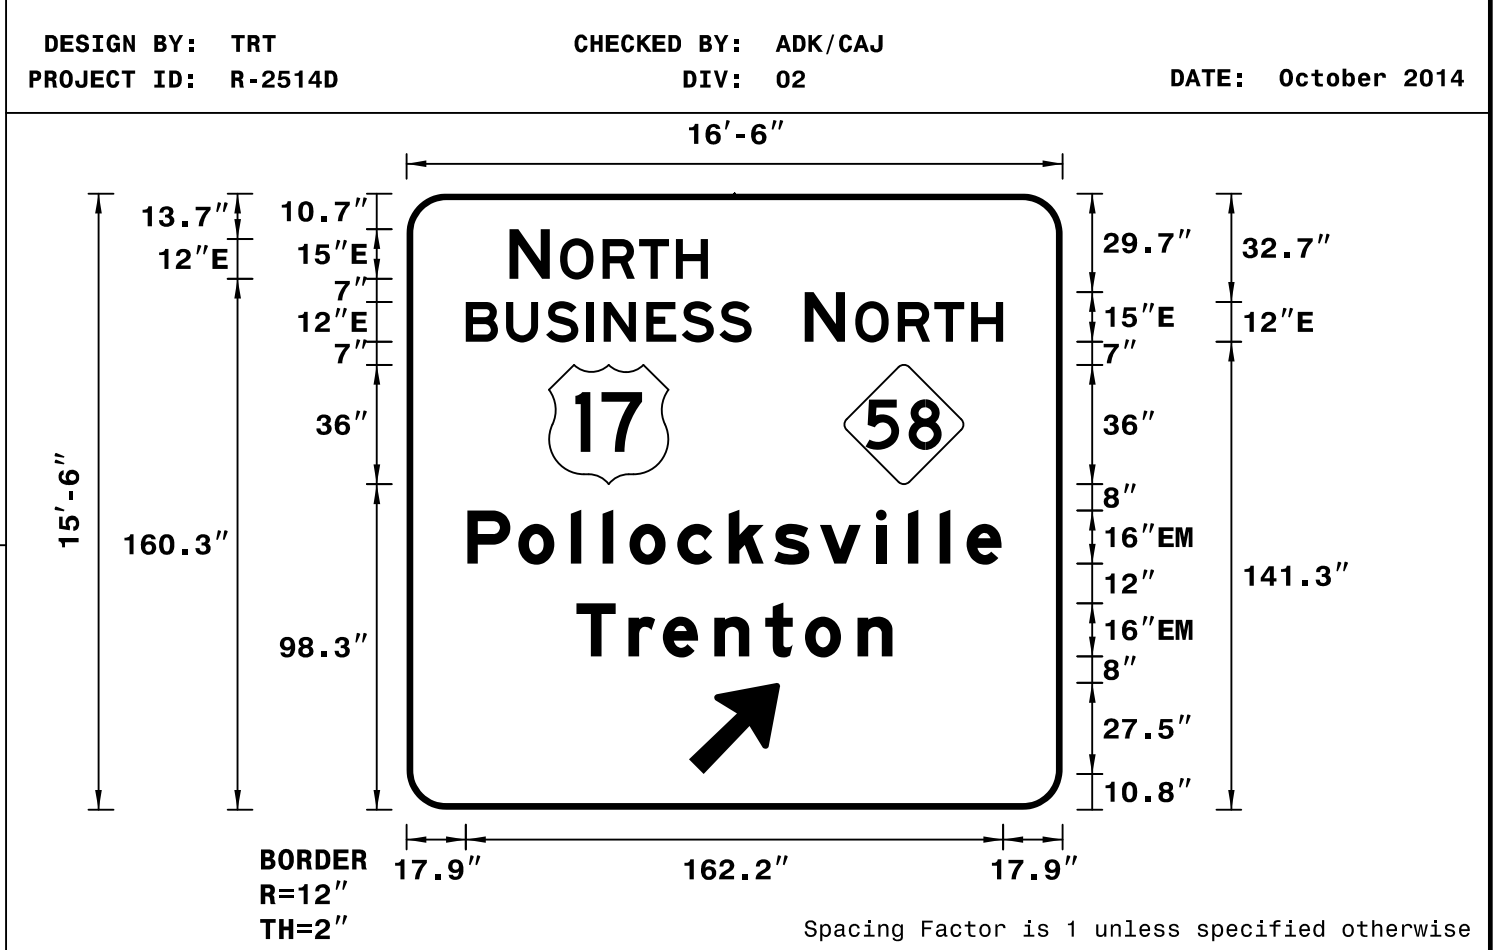 DESIGN BY: TRT CHECKED BY: ADK/CAJ
PROJECT ID: R-2514D DIV: 02 DATE: October 2014
16'-6"
13.7" 10.7"
12"E 15"E
7"
12"E
7"
36"
15'-6"
160.3"
98.3"
NORTH
BUSINESS NORTH
17 58
Pollocksville
Trenton
29.7" 32.7"
15"E 12"E
7"
36"
8"
16"EM
12" 141.3"
16"EM
8"
27.5"
10.8"
17.9" 162.2" 17.9"
BORDER
R=12"
TH=2"
Spacing Factor is 1 unless specified otherwise